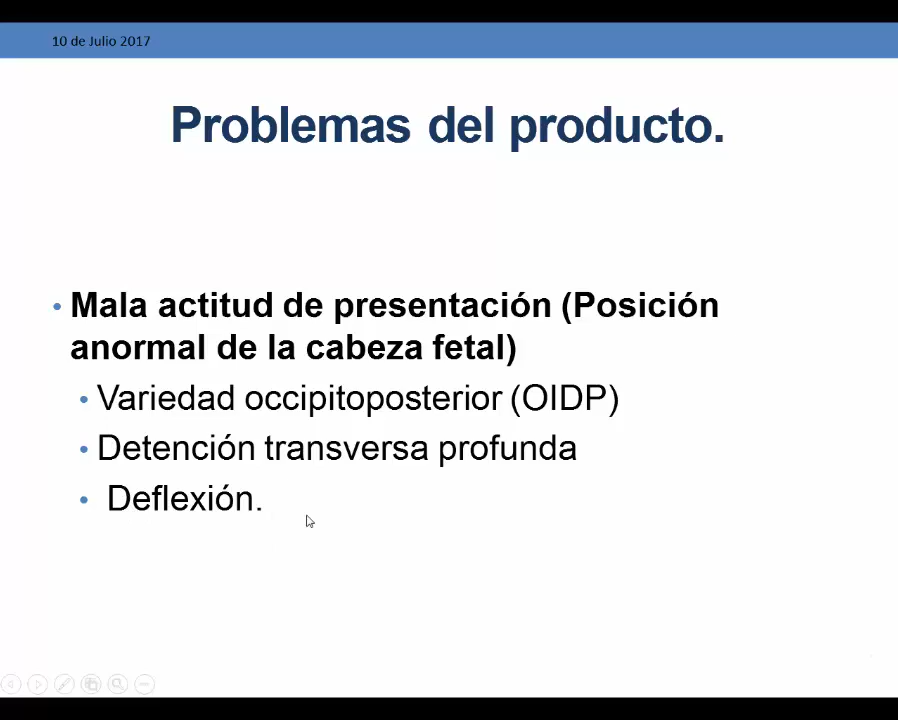 10 de Julio 2017
Problemas del producto.
• Mala actitud de presentación (Posición
anormal de la cabeza fetal)
• Variedad occipitoposterior (OIDP)
• Detención transversa profunda
• Deflexión.